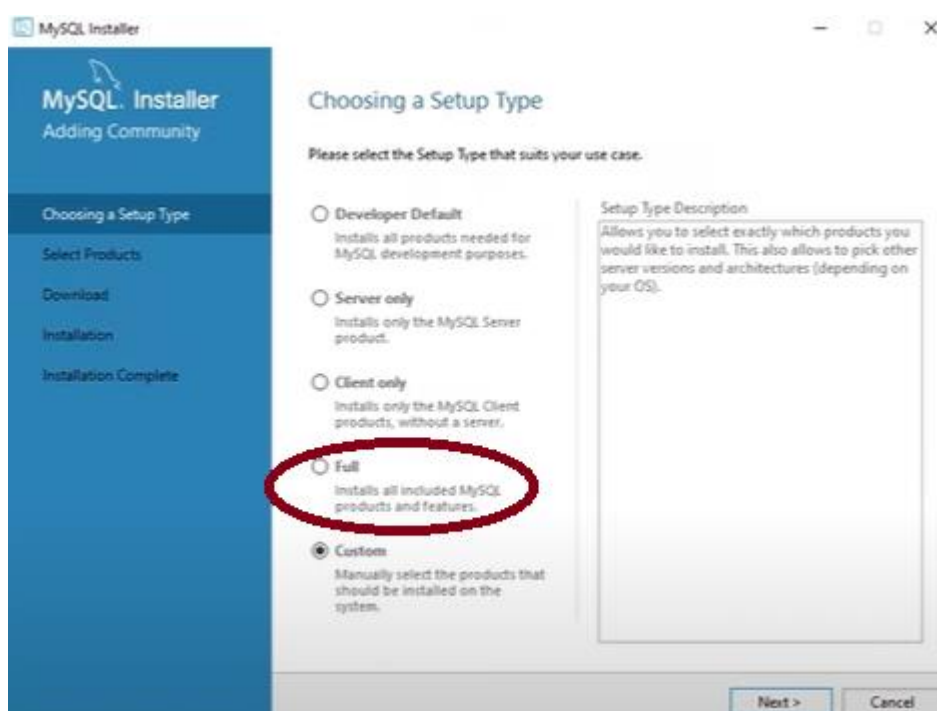 MySQL Installer
MySQL. Installer
Adding Community
Choosing a Setup Type
Select Products
Download
Installation
Installation Complete
Choosing a Setup Type
Please select the Setup Type that suits your use case.
Developer Default
Installs all products needed for
MySQL development purposes.
Server only
Installs only the MySQL Server
product.
Client only
Installs only the MySQL Client
products, without a server.
Full
Installs all included MySQL
products and features.
Custom
Manually select the products that
should be installed on the
system.
Setup Type Description
Allows you to select exactly which products you
would like to install. This also allows to pick other
server versions and architectures (depending on
your OS).
Next >
Cancel